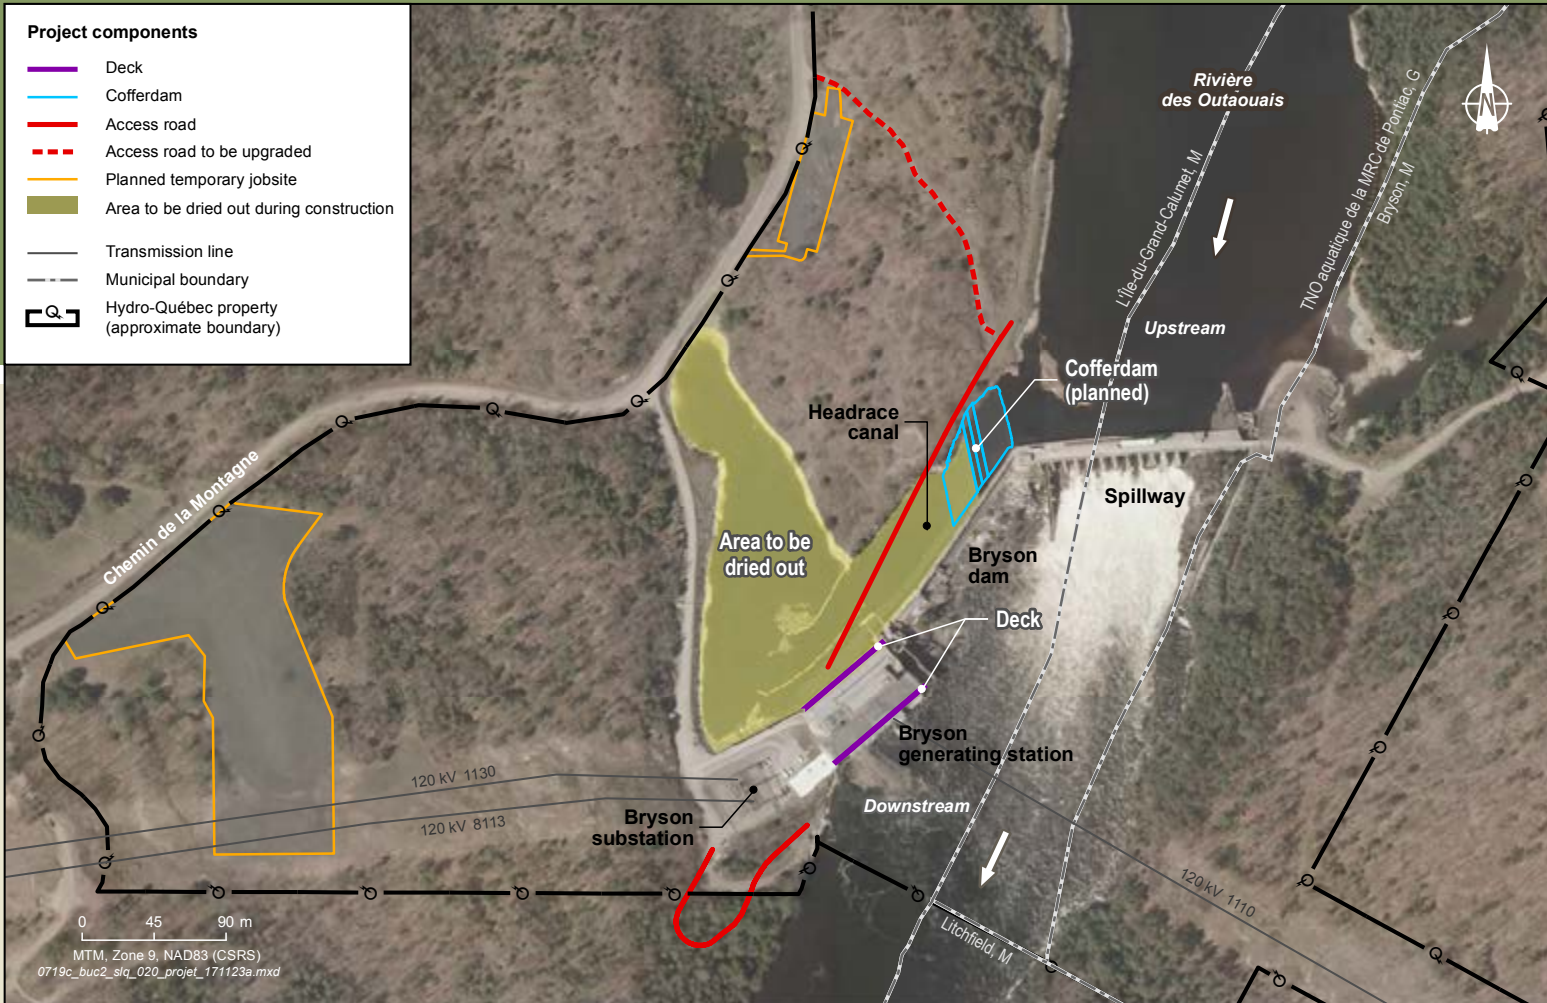 Project components
Deck
Cofferdam
Access road
Access road to be upgraded
Planned temporary jobsite
Area to be dried out during construction
Transmission line
Municipal boundary
Q
Hydro-Québec property
(approximate boundary)
Rivière
des Outaouais
N
L'Île-du-Grand-Calumet, M
TNO aquatique de la MRC de Pontiac, G
Bryson, M
Upstream
Cofferdam
(planned)
Headrace
canal
Spillway
Chemin de la Montagne
Area to be
dried out
Bryson
dam
Deck
Bryson
generating station
120 kV 1130
120 kV 8113
Bryson
substation
Downstream
120 kV 1110
Litchfield, M
0 45 90 m
MTM, Zone 9, NAD83 (CSRS)
0719c_buc2_slq_020_projet_171123a.mxd